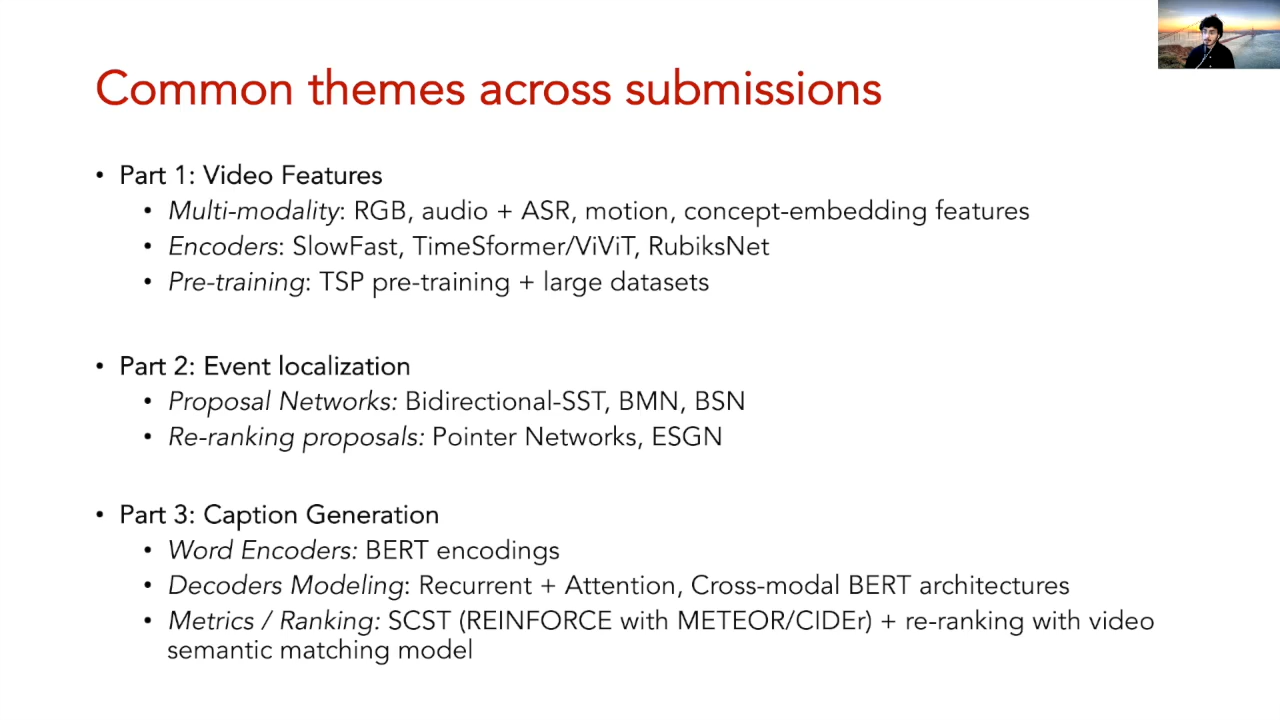 Common themes across submissions
• Part 1: Video Features
• Multi-modality: RGB, audio + ASR, motion, concept-embedding features
• Encoders: SlowFast, TimeSformer/ViViT, RubiksNet
• Pre-training: TSP pre-training + large datasets
• Part 2: Event localization
• Proposal Networks: Bidirectional-SST, BMN, BSN
• Re-ranking proposals: Pointer Networks, ESGN
• Part 3: Caption Generation
• Word Encoders: BERT encodings
• Decoders Modeling: Recurrent + Attention, Cross-modal BERT architectures
• Metrics / Ranking: SCST (REINFORCE with METEOR/CIDEr) + re-ranking with video
semantic matching model